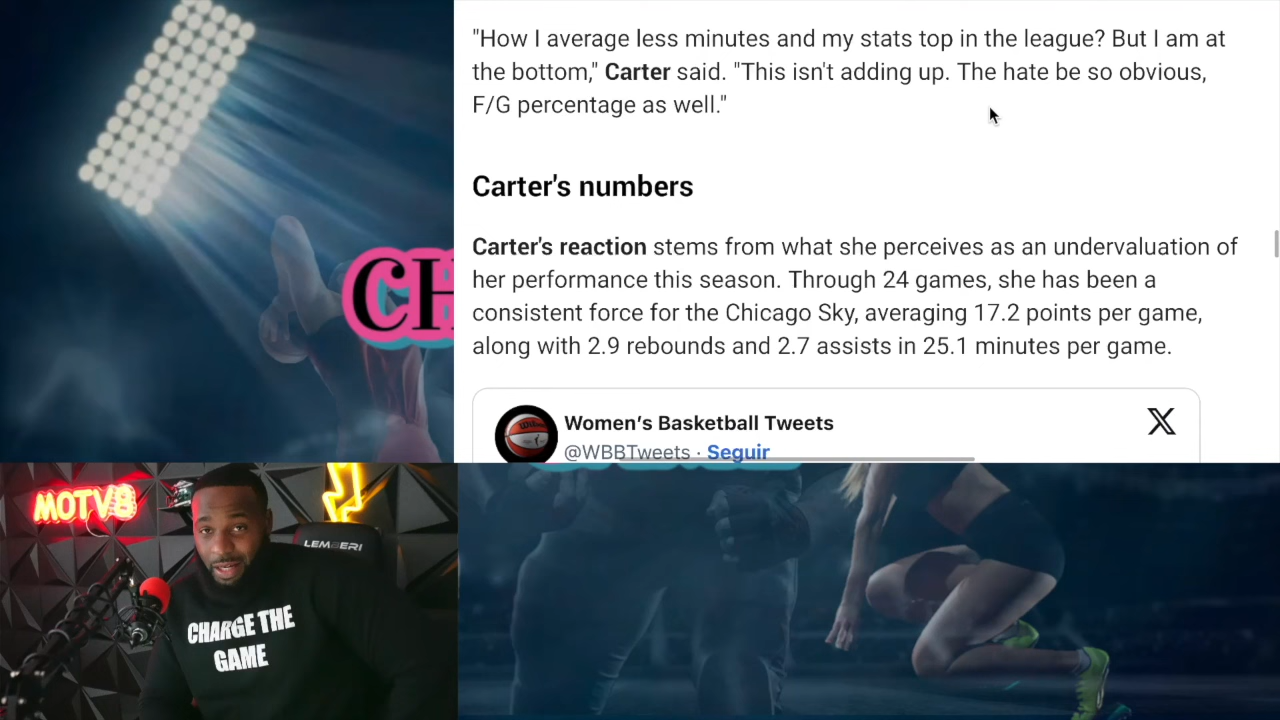 "How I average less minutes and my stats top in the league? But I am at
the bottom," Carter said. "This isn't adding up. The hate be so obvious,
F/G percentage as well."
Carter's numbers
Carter's reaction stems from what she perceives as an undervaluation of
her performance this season. Through 24 games, she has been a
consistent force for the Chicago Sky, averaging 17.2 points per game,
along with 2.9 rebounds and 2.7 assists in 25.1 minutes per game.
Women's Basketball Tweets
@WBBTweets · Seguir
CH
MOTV8
LEMBERI
CHARGE THE
GAME